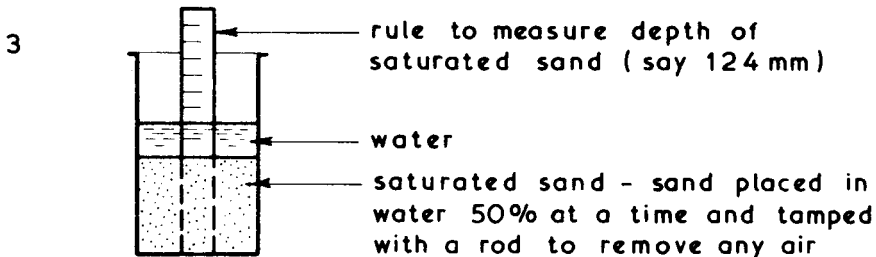 3
rule to measure depth of
saturated sand ( say 124 mm )
water
saturated sand - sand placed in
water 50% at a time and tamped
with a rod to remove any air